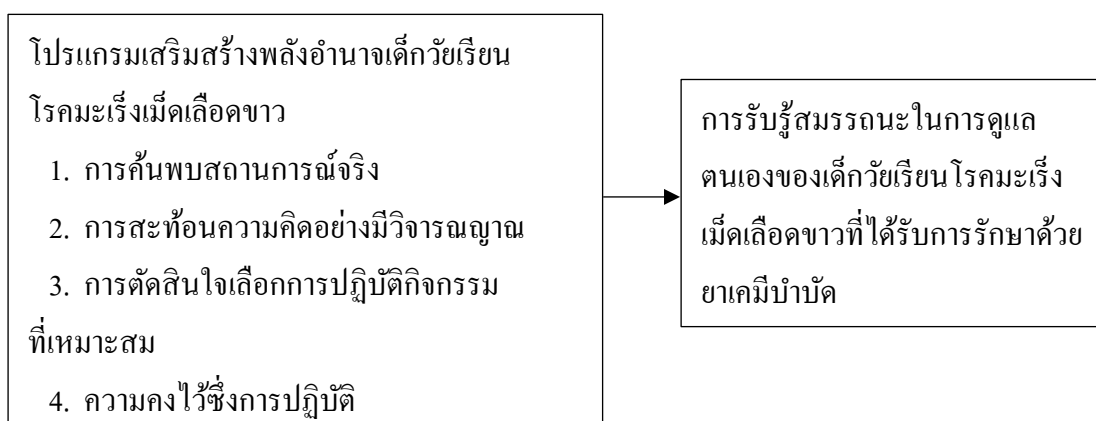 โปรแกรมเสริมสร้างพลังอำนาจเด็กวัยเรียน
โรคมะเร็งเม็ดเลือดขาว
1. การค้นพบสถานการณ์จริง
2. การสะท้อนความคิดอย่างมีวิจารณญาณ
3. การตัดสินใจเลือกการปฏิบัติกิจกรรม
ที่เหมาะสม
4. ความคงไว้ซึ่งการปฏิบัติ
การรับรู้สมรรถนะในการดูแล
ตนเองของเด็กวัยเรียนโรคมะเร็ง
เม็ดเลือดขาวที่ได้รับการรักษาด้วย
ยาเคมีบำบัด